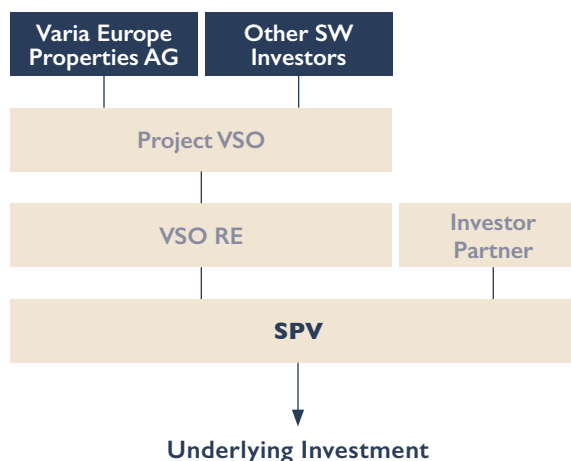 Varia Europe
Properties AG
Other SW
Investors
Project VSO
VSO RE
Investor
Partner
SPV
Underlying Investment